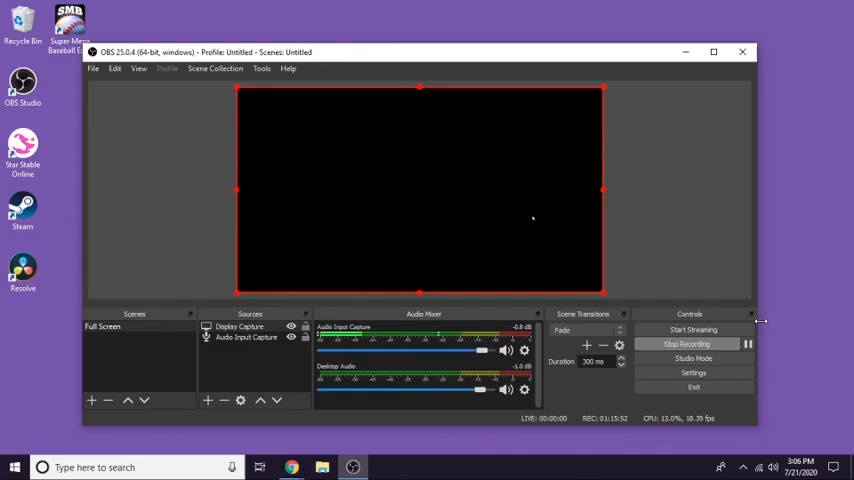 Recycle Bin
Super Mega
Baseball E...
OBS Studio
Star Stable
Online
Steam
Resolve
OBS 25.0.4 (64-bit, windows) - Profile: Untitled - Scenes: Untitled
File Edit View Profile Scene Collection Tools Help
Scenes
Full Screen
Sources
Display Capture
Audio Input Capture
Audio Mixer
Audio Input Capture -0.8 dB
Desktop Audio -1.0 dB
Scene Transitions
Fade
Duration 300 ms
Controls
Start Streaming
Stop Recording
Studio Mode
Settings
Exit
LIVE: 00:00:00 REC: 01:15:52 CPU: 13.0%, 18.39 fps
Type here to search
3:06 PM
7/21/2020